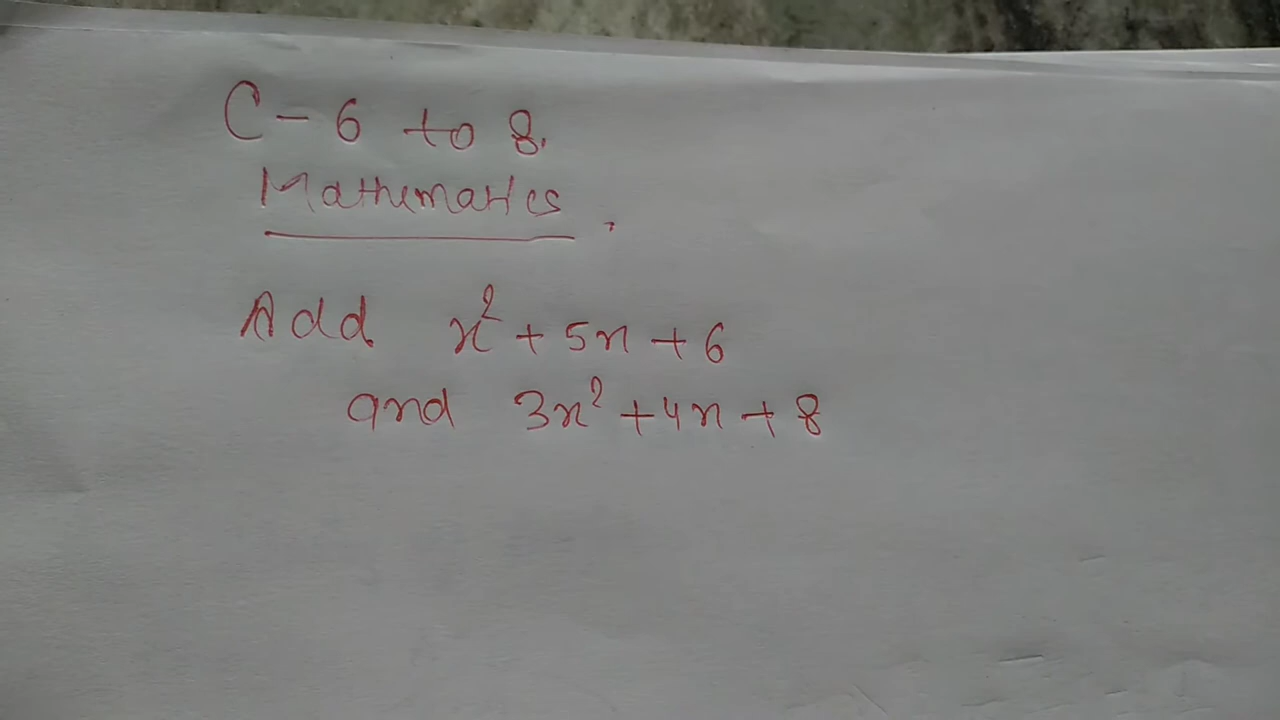 C - 6 to 8.
Mathematics.
Add x² + 5x + 6
and 3x² + 4x + 8